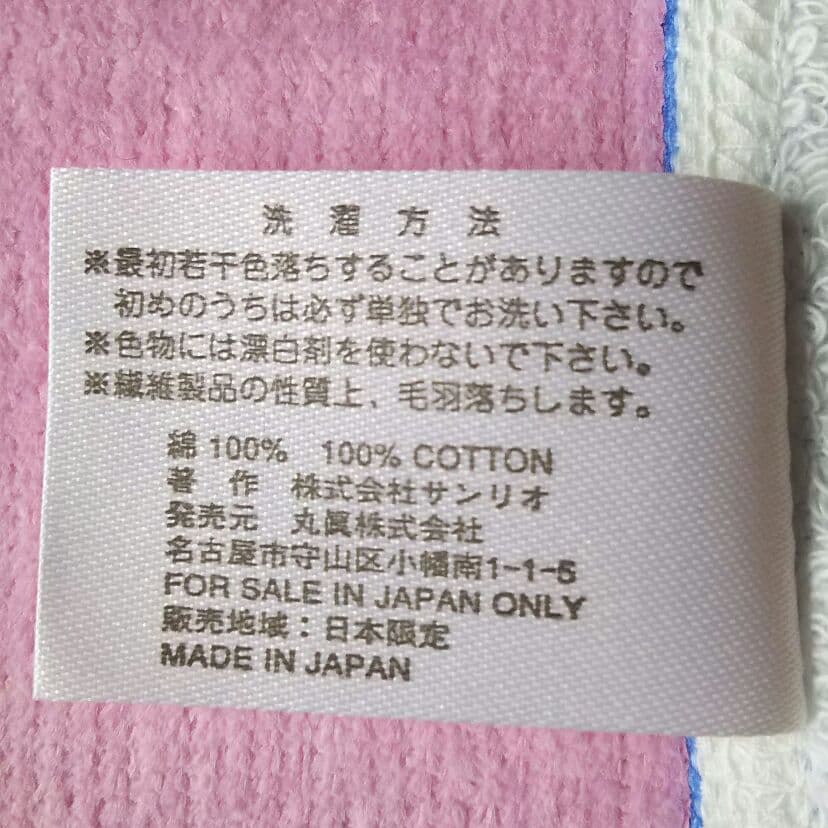 洗濯方法
※最初若干色落ちすることがありますので
初めのうちは必ず単独でお洗い下さい。
※色物には漂白剤を使わないで下さい。
※繊維製品の性質上、毛羽落ちします。
綿 100% 100% COTTON
著作 株式会社サンリオ
発売元 丸眞株式会社
名古屋市守山区小幡南1-1-5
FOR SALE IN JAPAN ONLY
販売地域：日本限定
MADE IN JAPAN